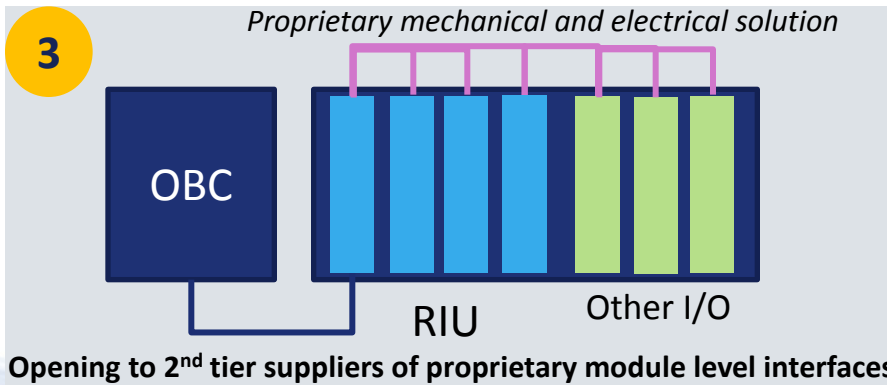 Proprietary mechanical and electrical solution
3
OBC
RIU
Other I/O
Opening to 2nd tier suppliers of proprietary module level interfaces